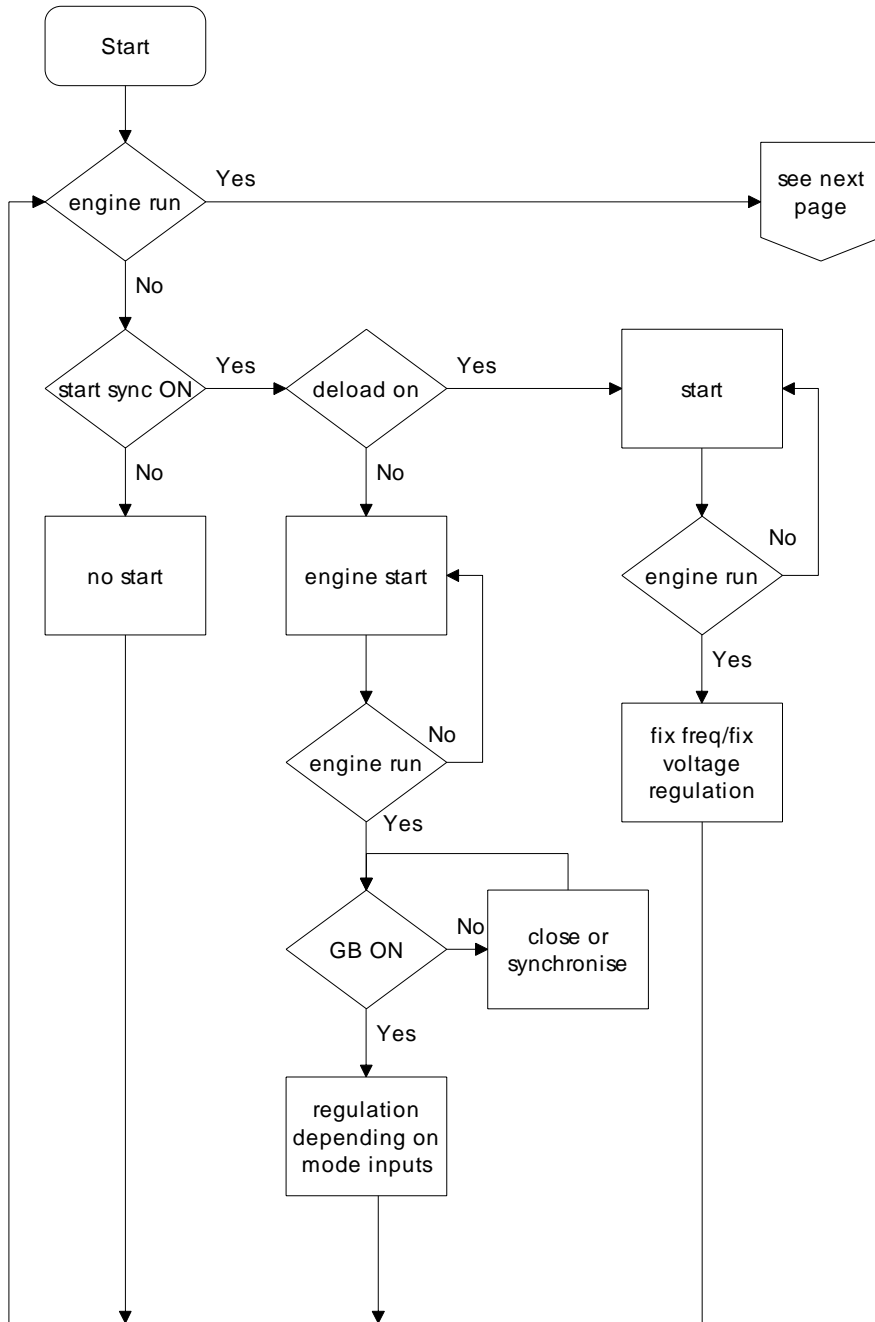 Start
engine run
Yes
see next
page
No
start sync ON
Yes
deload on
Yes
start
No
No
no start
engine start
engine run
No
Yes
engine run
No
fix freq/fix
voltage
regulation
Yes
GB ON
No
close or
synchronise
Yes
regulation
depending on
mode inputs